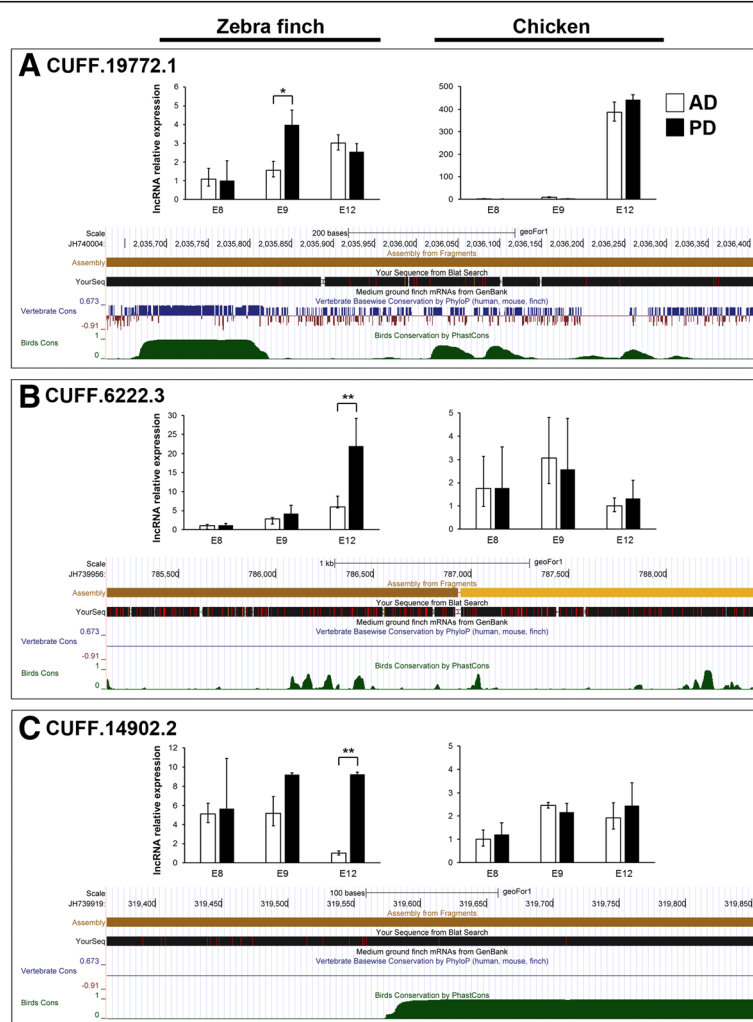 Zebra finch
Chicken
A CUFF.19772.1
lncRNA relative expression
6
5
4
3
2
1
0
*
E8 E9 E12
500
400
300
200
100
0
E8 E9 E12
AD
PD
Scale 200 bases geoFor1
JH740004: 2,035,700 2,035,750 2,035,800 2,035,850 2,035,900 2,035,950 2,036,000 2,036,050 2,036,100 2,036,150 2,036,200 2,036,250 2,036,300 2,036,350 2,036,400
Assembly from Fragments
Assembly
Your Sequence from Blat Search
YourSeq
Medium ground finch mRNAs from GenBank
0.673 Vertebrate Basewise Conservation by PhyloP (human, mouse, finch)
Vertebrate Cons
-0.91
1 Birds Conservation by PhastCons
Birds Cons
0
B CUFF.6222.3
lncRNA relative expression
30
25
20
15
10
5
0
**
E8 E9 E12
5
4
3
2
1
0
E8 E9 E12
Scale 1 kb geoFor1
JH739956: 785,500 786,000 786,500 787,000 787,500 788,000
Assembly from Fragments
Assembly
Your Sequence from Blat Search
YourSeq
Medium ground finch mRNAs from GenBank
0.673 Vertebrate Basewise Conservation by PhyloP (human, mouse, finch)
Vertebrate Cons
-0.91
1 Birds Conservation by PhastCons
Birds Cons
0
C CUFF.14902.2
lncRNA relative expression
12
10
8
6
4
2
0
**
E8 E9 E12
5
4
3
2
1
0
E8 E9 E12
Scale 100 bases geoFor1
JH739919: 319,400 319,450 319,500 319,550 319,600 319,650 319,700 319,750 319,800 319,850
Assembly from Fragments
Assembly
Your Sequence from Blat Search
YourSeq
Medium ground finch mRNAs from GenBank
0.673 Vertebrate Basewise Conservation by PhyloP (human, mouse, finch)
Vertebrate Cons
-0.91
1 Birds Conservation by PhastCons
Birds Cons
0